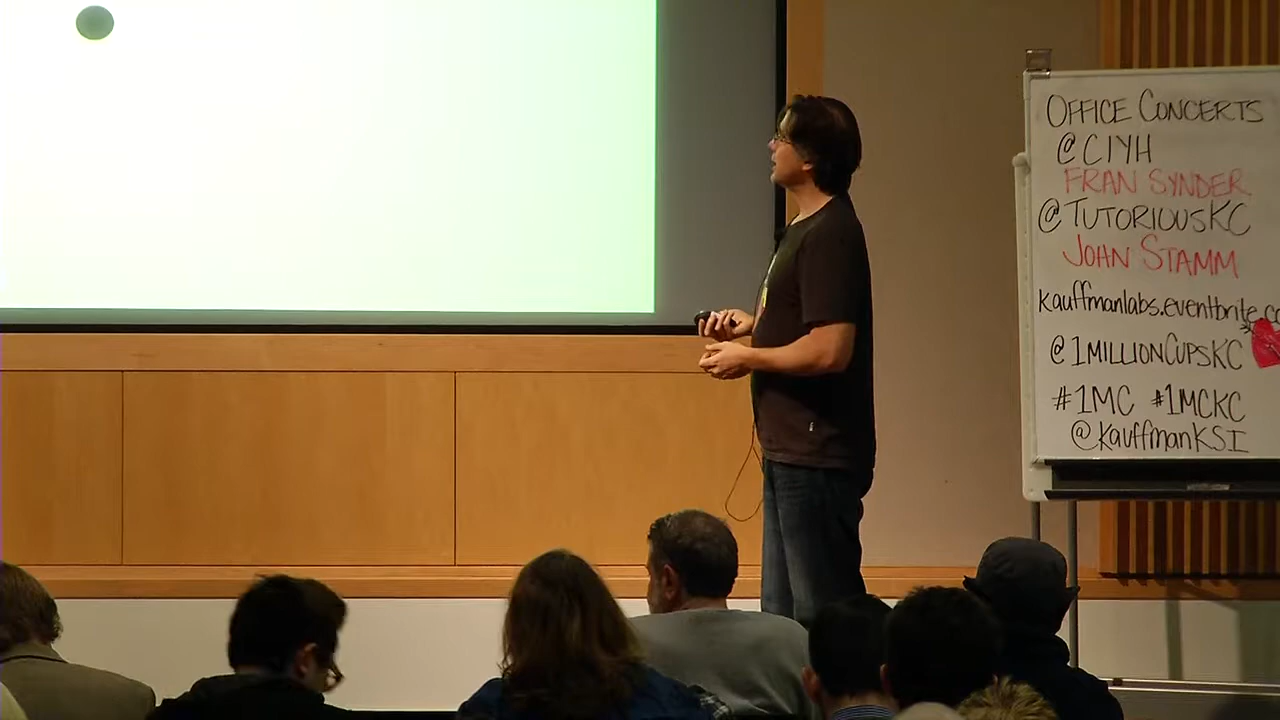 OFFICE CONCERTS
@CIYH
FRAN SYNDER
@TUTORIOUSKC
JOHN STAMM
kauffmanlabs.eventbrite.co
@1MILLIONCUPSKC
#1MC #1MCKC
@KauffmanKSI